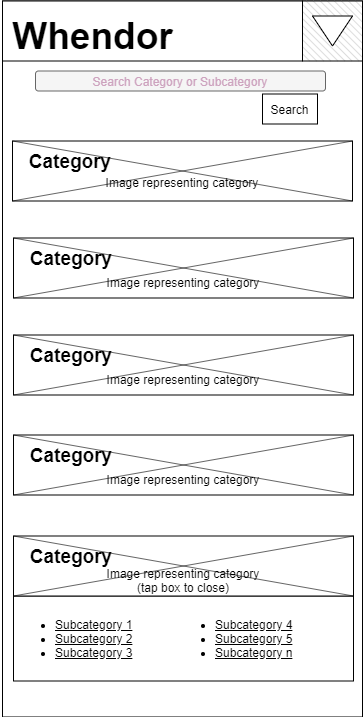 Whendor
Search Category or Subcategory
Search
Category
Image representing category
Category
Image representing category
Category
Image representing category
Category
Image representing category
Category
Image representing category
(tap box to close)
Subcategory 1
Subcategory 2
Subcategory 3
Subcategory 4
Subcategory 5
Subcategory n